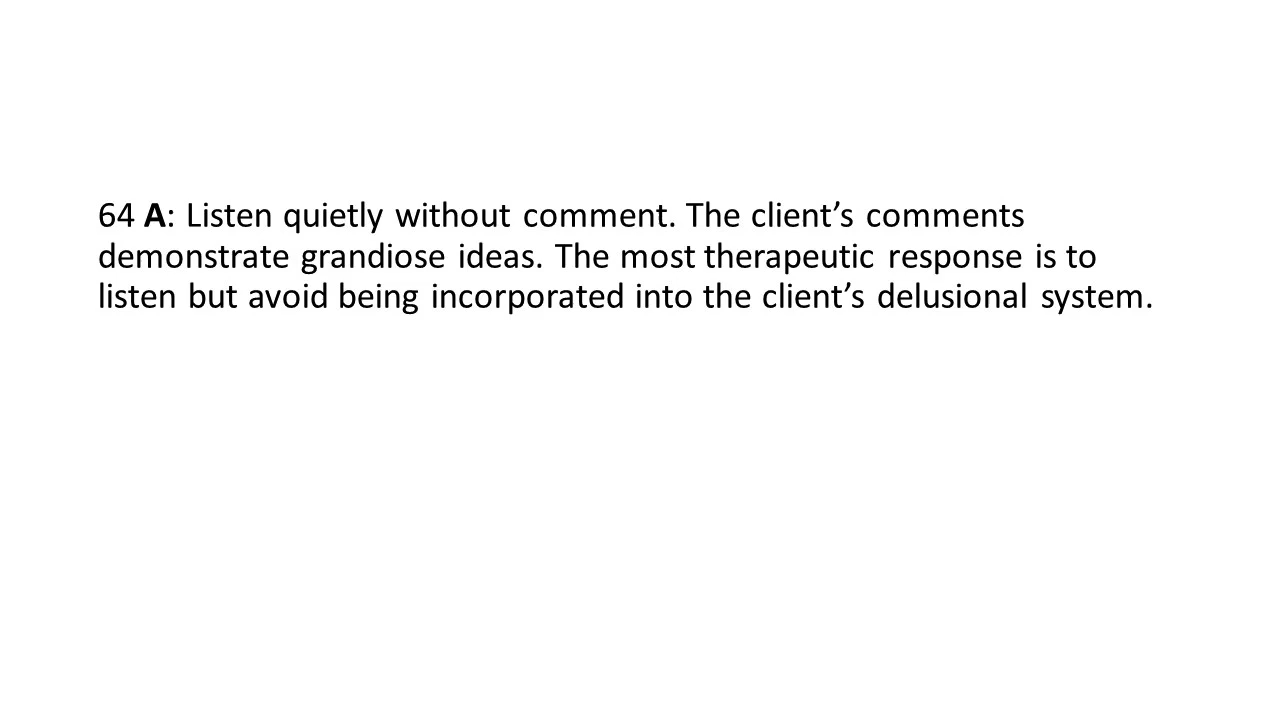 64 A: Listen quietly without comment. The client’s comments
demonstrate grandiose ideas. The most therapeutic response is to
listen but avoid being incorporated into the client’s delusional system.